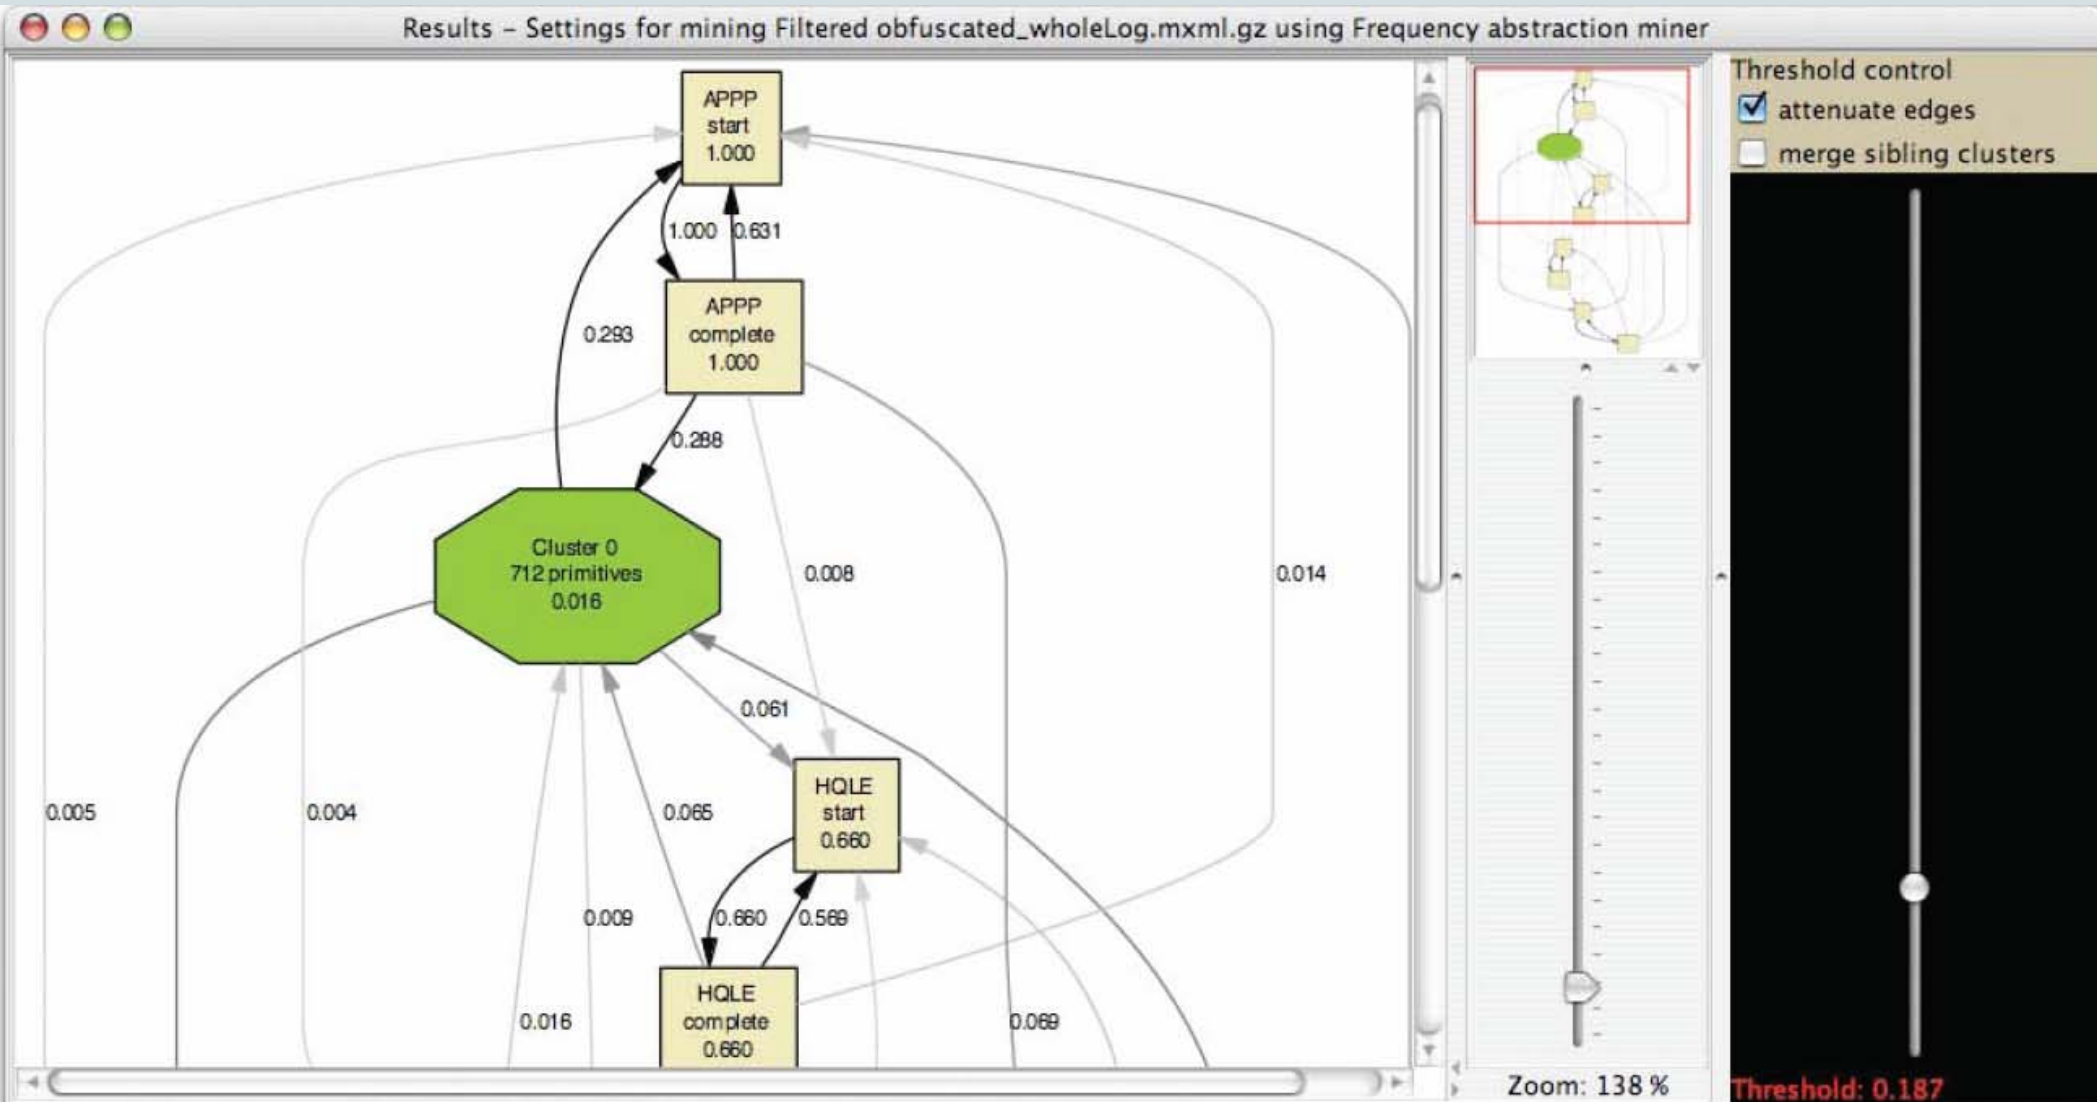 Results – Settings for mining Filtered obfuscated_wholeLog.mxml.gz using Frequency abstraction miner
Threshold control
attenuate edges
merge sibling clusters
APPP
start
1.000
1.000
0.631
APPP
complete
1.000
0.293
0.288
Cluster 0
712 primitives
0.016
0.008
0.014
0.061
HQLE
start
0.660
0.005
0.004
0.065
0.009
0.660
0.569
HQLE
complete
0.660
0.016
0.069
Zoom: 138 %
Threshold: 0.187